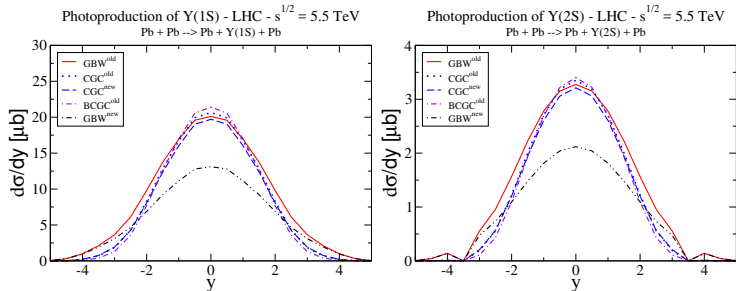 Photoproduction of Y(1S) - LHC - s^1/2 = 5.5 TeV
Pb + Pb --> Pb + Y(1S) + Pb
dσ/dy [μb]
30
25
20
15
10
5
0
GBW^old
CGC^old
CGC^new
BCGC^old
GBW^new
-4 -2 0 2 4
y
Photoproduction of Y(2S) - LHC - s^1/2 = 5.5 TeV
Pb + Pb --> Pb + Y(2S) + Pb
dσ/dy [μb]
4
3
2
1
0
GBW^old
CGC^old
CGC^new
BCGC^old
GBW^new
-4 -2 0 2 4
y